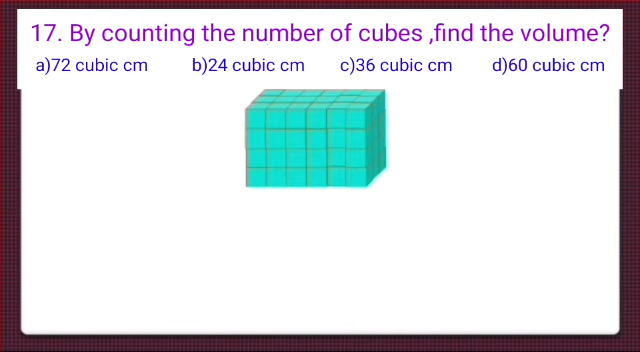 17. By counting the number of cubes ,find the volume?
a)72 cubic cm b)24 cubic cm c)36 cubic cm d)60 cubic cm